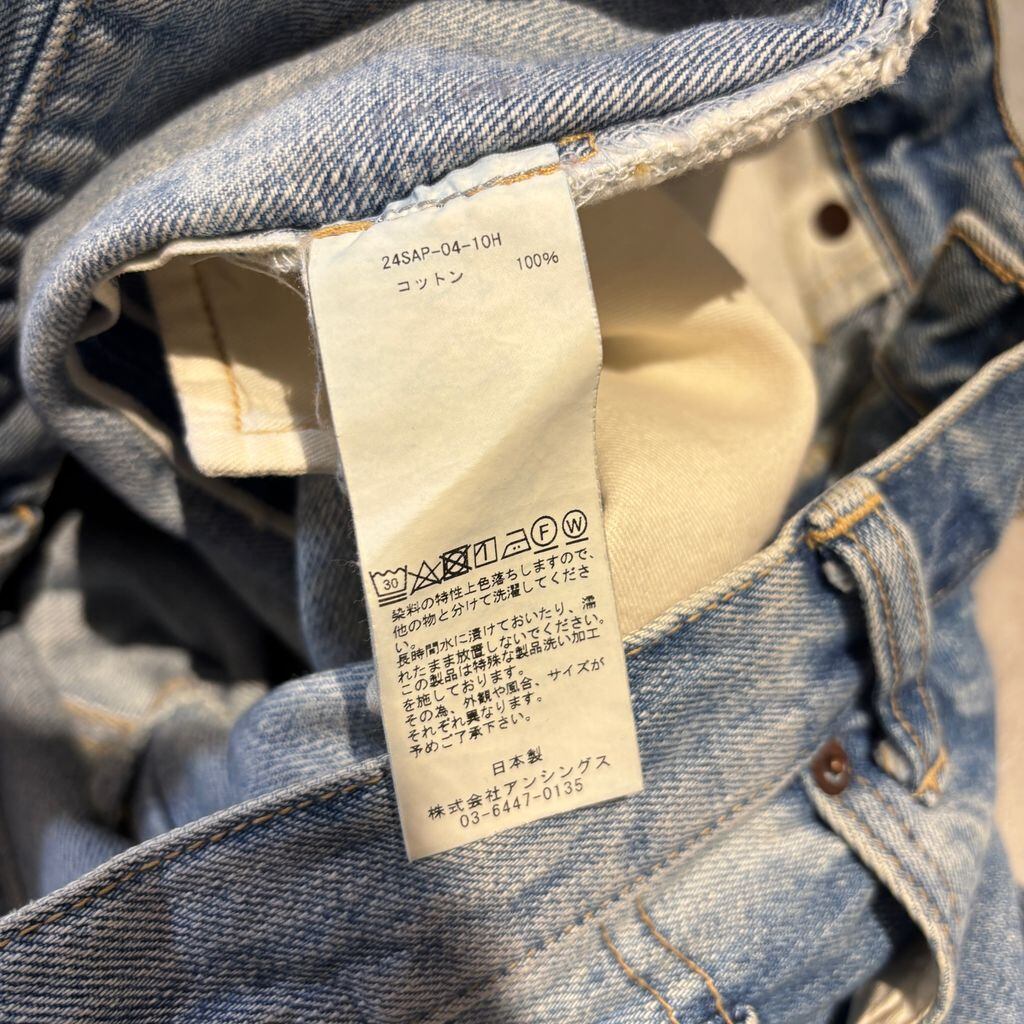 24SAP-04-10H
コットン 100%
30 F W
染料の特性上色落ちしますので、
他の物と分けて洗濯してくださ
い。
長時間水に漬けておいたり、濡
れたまま放置しないでください。
この製品は特殊な製品洗い加工
を施しております。
その為、外観や風合、サイズが
それぞれ異なります。
予めご了承下さい。
日本製
株式会社アンシングス
03-6447-0135